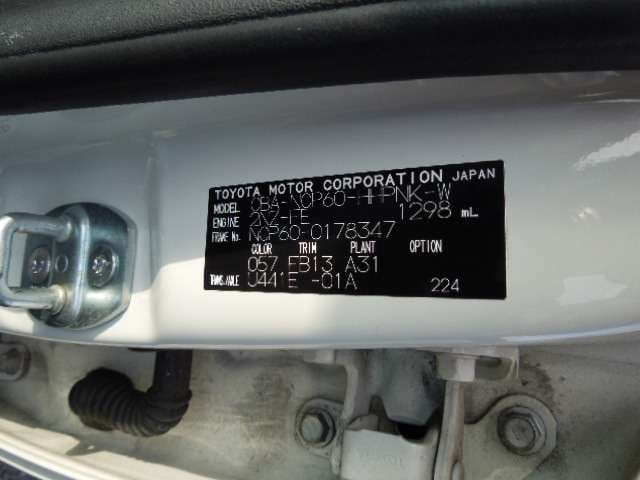 TOYOTA MOTOR CORPORATION JAPAN
MODEL CBA-NCP60-HHPNK-W
ENGINE 2NZ-FE 1298 mL
FRAME No. NCP60-0178347
COLOR TRIM PLANT OPTION
057 FB13 A31
TRANS./AXLE U441E -01A 224